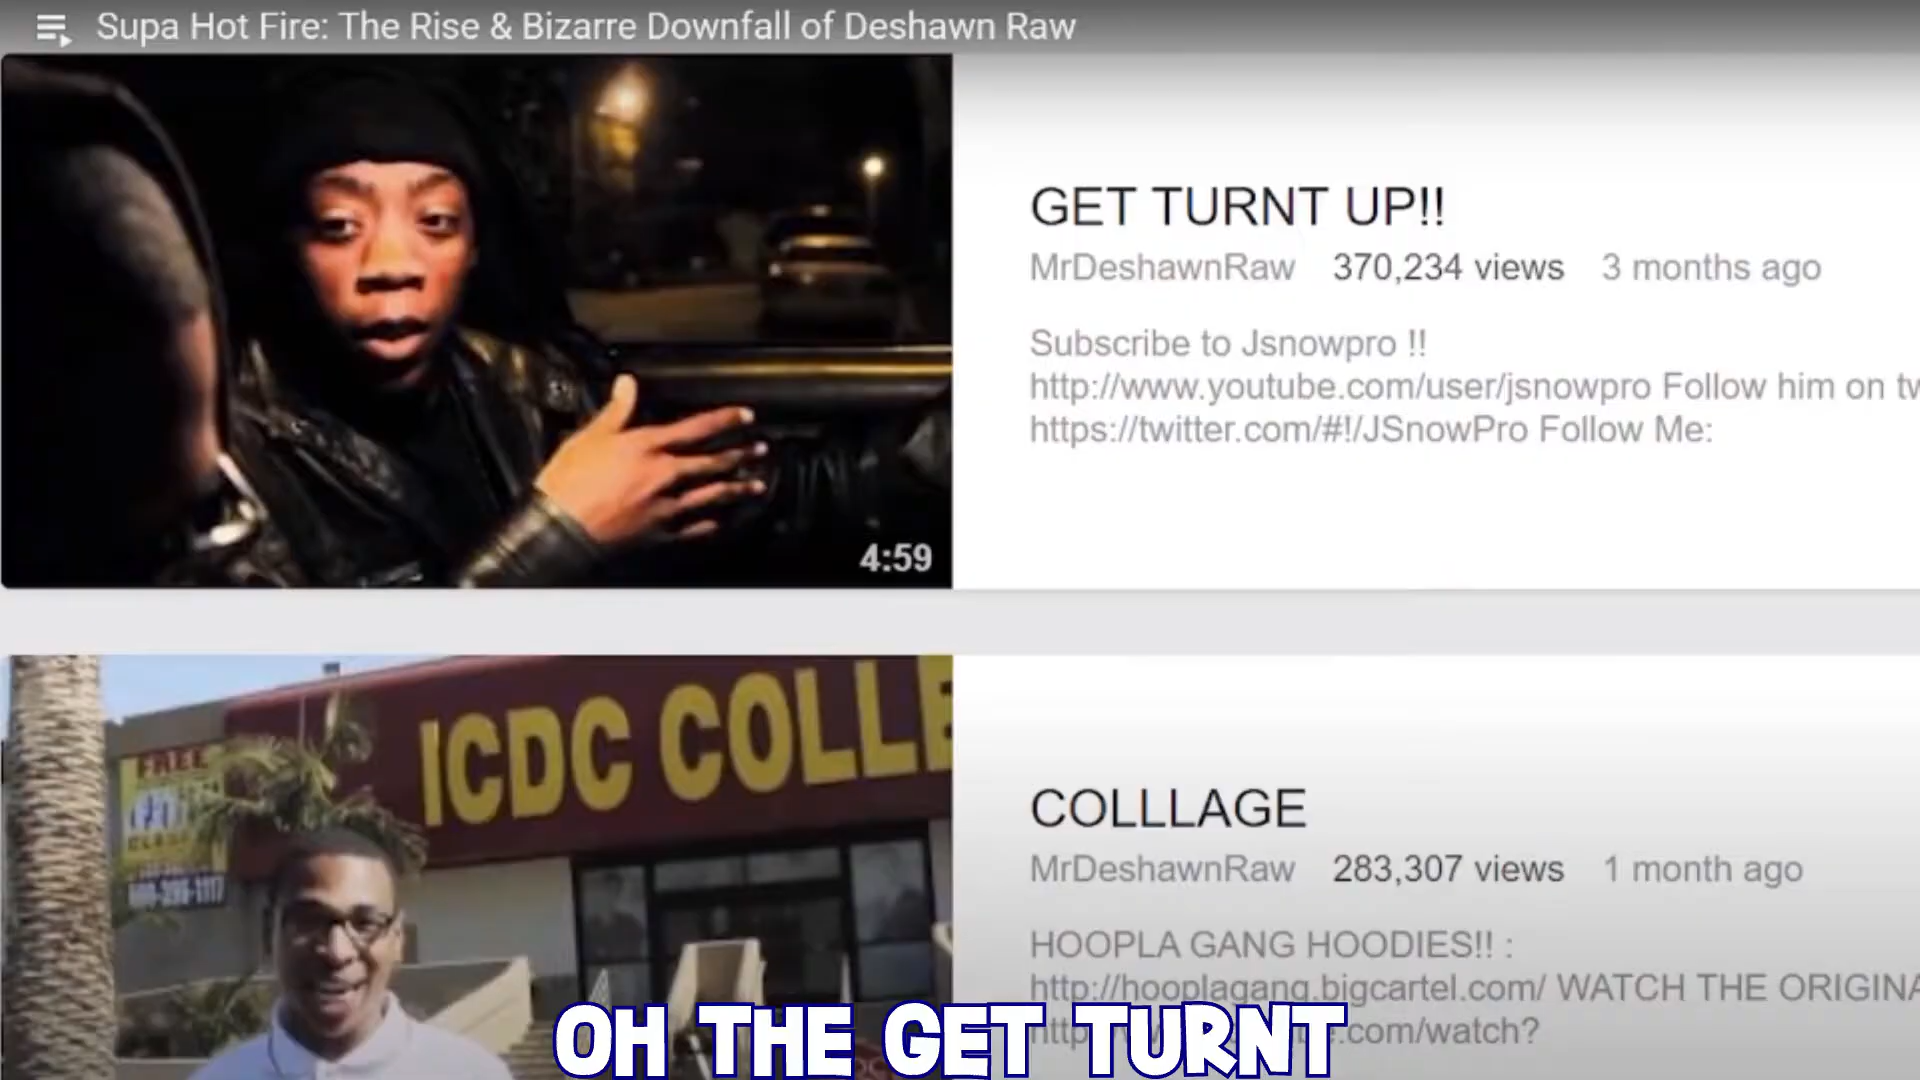 Supa Hot Fire: The Rise & Bizarre Downfall of Deshawn Raw
GET TURNT UP!!
MrDeshawnRaw 370,234 views 3 months ago
Subscribe to Jsnowpro !!
http://www.youtube.com/user/jsnowpro Follow him on tw
https://twitter.com/#!/JSnowPro Follow Me:
4:59
ICDC COLLE
FREE
COLLLAGE
MrDeshawnRaw 283,307 views 1 month ago
HOOPLA GANG HOODIES!! :
http://hooplagang.bigcartel.com/ WATCH THE ORIGINA
.com/watch?
OH THE GET TURNT